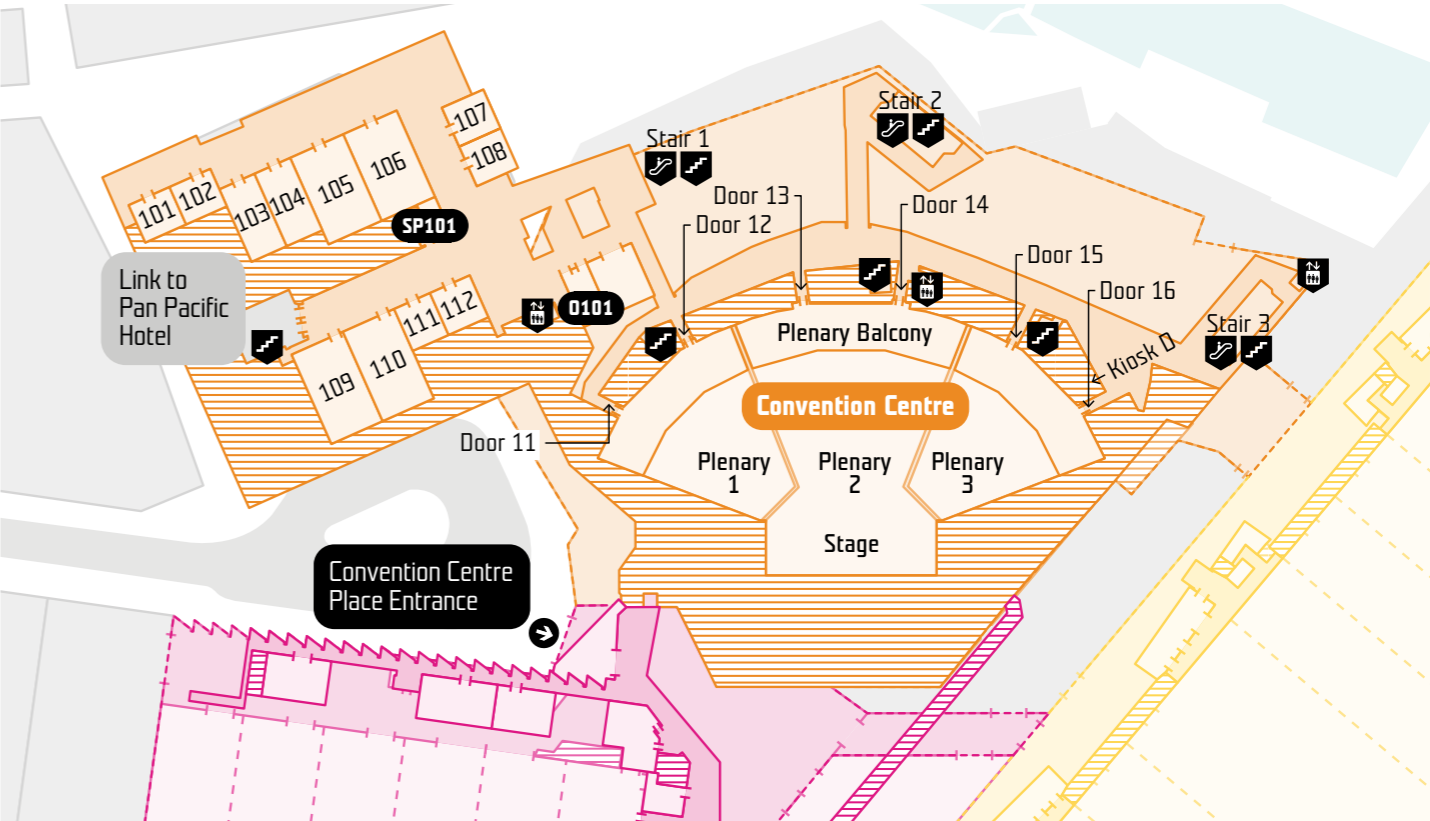 Stair 2
107
108
Stair 1
106
105
104
103
102
101
SP101
Door 13
Door 12
Door 14
Door 15
Door 16
Link to
Pan Pacific
Hotel
O101
112
111
110
109
Plenary Balcony
Stair 3
Kiosk D
Convention Centre
Door 11
Plenary
1
Plenary
2
Plenary
3
Stage
Convention Centre
Place Entrance